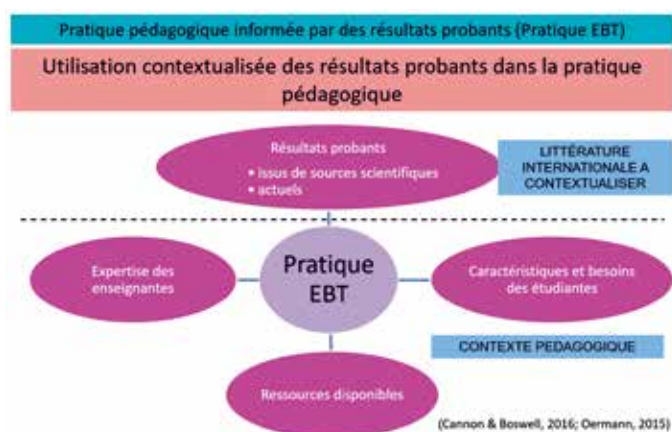 Pratique pédagogique informée par des résultats probants (Pratique EBT)
Utilisation contextualisée des résultats probants dans la pratique
pédagogique
Résultats probants
• issus de sources scientifiques
• actuels
LITTÉRATURE
INTERNATIONALE A
CONTEXTUALISER
Expertise des
enseignantes
Pratique
EBT
Caractéristiques et besoins
des étudiantes
CONTEXTE PEDAGOGIQUE
Ressources disponibles
(Cannon & Boswell, 2016; Oermann, 2015)